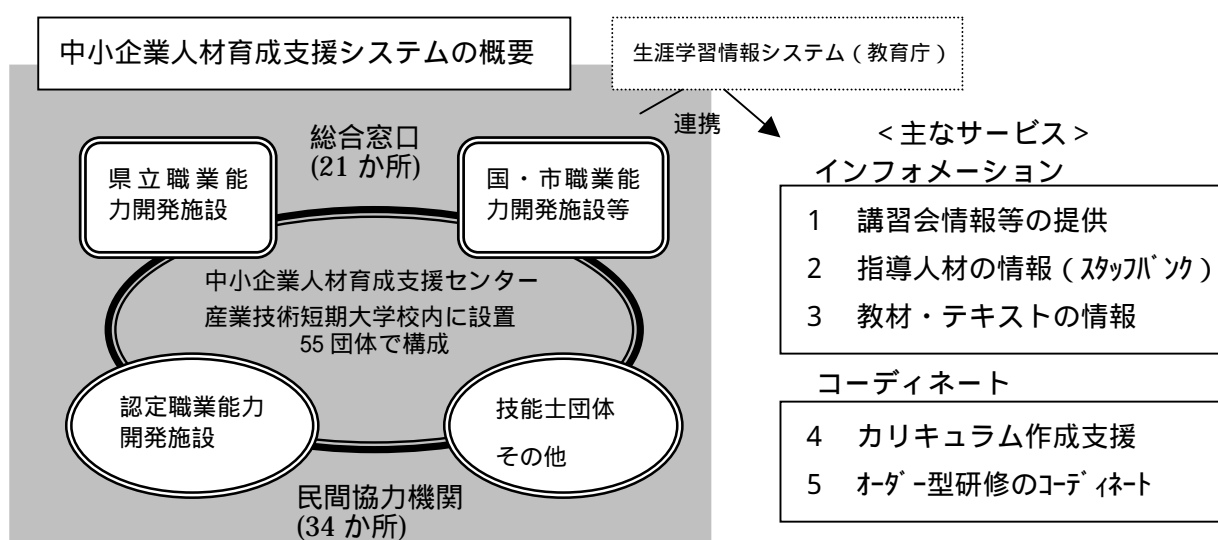 中小企業人材育成支援システムの概要
生涯学習情報システム（教育庁）
連携
総合窓口
(21 か所)
県立職業能
力開発施設
国・市職業能
力開発施設等
中小企業人材育成支援センター
産業技術短期大学校内に設置
55 団体で構成
認定職業能力
開発施設
技能士団体
その他
民間協力機関
(34 か所)
＜主なサービス＞
インフォメーション
1 講習会情報等の提供
2 指導人材の情報（ｽﾀｯﾌﾊﾞﾝｸ）
3 教材・テキストの情報
コーディネート
4 カリキュラム作成支援
5 ｵｰﾀﾞｰ型研修のｺｰﾃﾞｨﾈｰﾄ